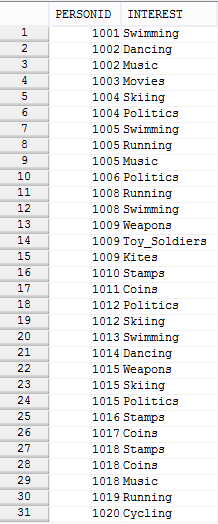 PERSONID INTEREST
1 1001 Swimming
2 1002 Dancing
3 1002 Music
4 1003 Movies
5 1004 Skiing
6 1004 Politics
7 1005 Swimming
8 1005 Running
9 1005 Music
10 1006 Politics
11 1008 Running
12 1008 Swimming
13 1009 Weapons
14 1009 Toy_Soldiers
15 1009 Kites
16 1010 Stamps
17 1011 Coins
18 1012 Politics
19 1012 Skiing
20 1013 Swimming
21 1014 Dancing
22 1015 Weapons
23 1015 Skiing
24 1015 Politics
25 1016 Stamps
26 1017 Coins
27 1018 Stamps
28 1018 Coins
29 1018 Music
30 1019 Running
31 1020 Cycling